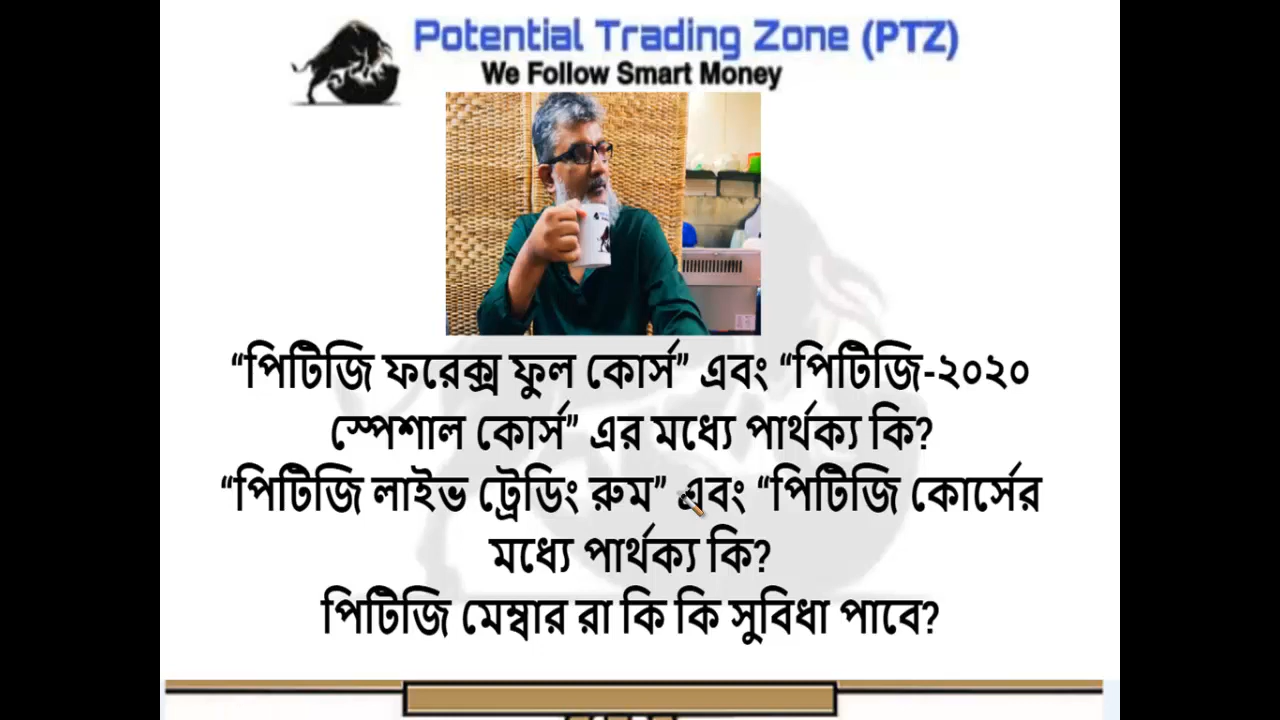 Potential Trading Zone (PTZ)
We Follow Smart Money
“পিটিজি ফরেক্স ফুল কোর্স” এবং “পিটিজি-২০২০
স্পেশাল কোর্স” এর মধ্যে পার্থক্য কি?
“পিটিজি লাইভ ট্রেডিং রুম” এবং “পিটিজি কোর্সের
মধ্যে পার্থক্য কি?
পিটিজি মেম্বার রা কি কি সুবিধা পাবে?